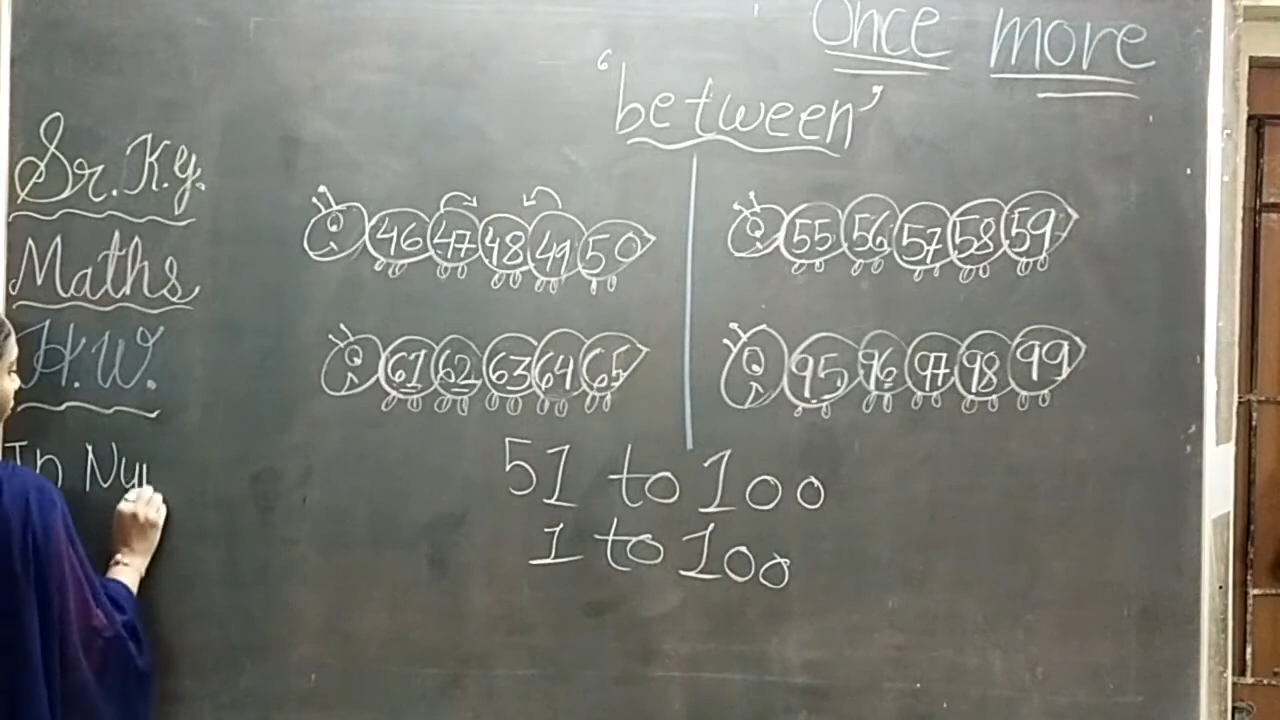 Once more
'between'
Sr. K.g.
Maths
H.W.
In
46 47 48 49 50
55 56 57 58 59
61 62 63 64 65
95 96 97 98 99
51 to 100
1 to 100